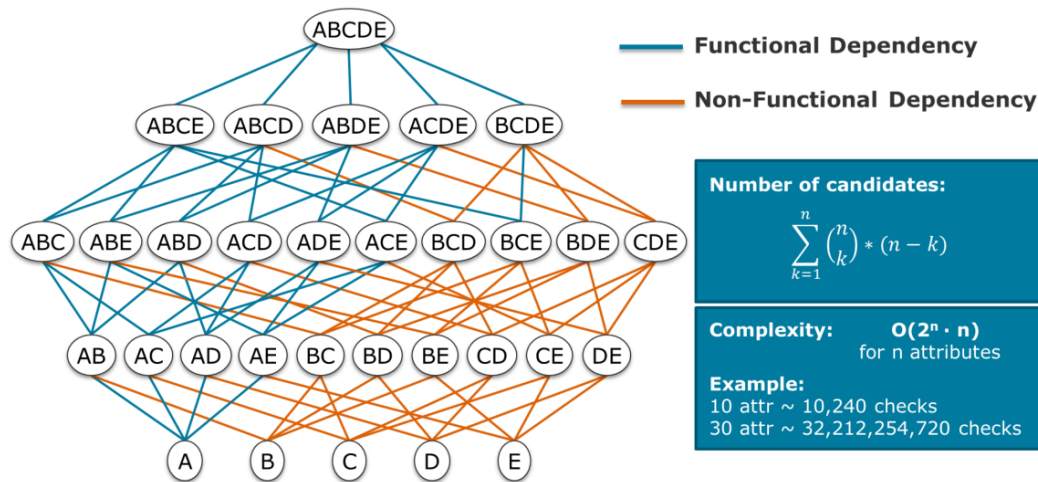 ABCDE
Functional Dependency
Non-Functional Dependency
ABCE ABCD ABDE ACDE BCDE
Number of candidates:
\sum_{k=1}^{n} \binom{n}{k} * (n − k)
ABC ABE ABD ACD ADE ACE BCD BCE BDE CDE
Complexity: O(2ⁿ · n)
for n attributes
AB AC AD AE BC BD BE CD CE DE
Example:
10 attr ~ 10,240 checks
30 attr ~ 32,212,254,720 checks
A B C D E